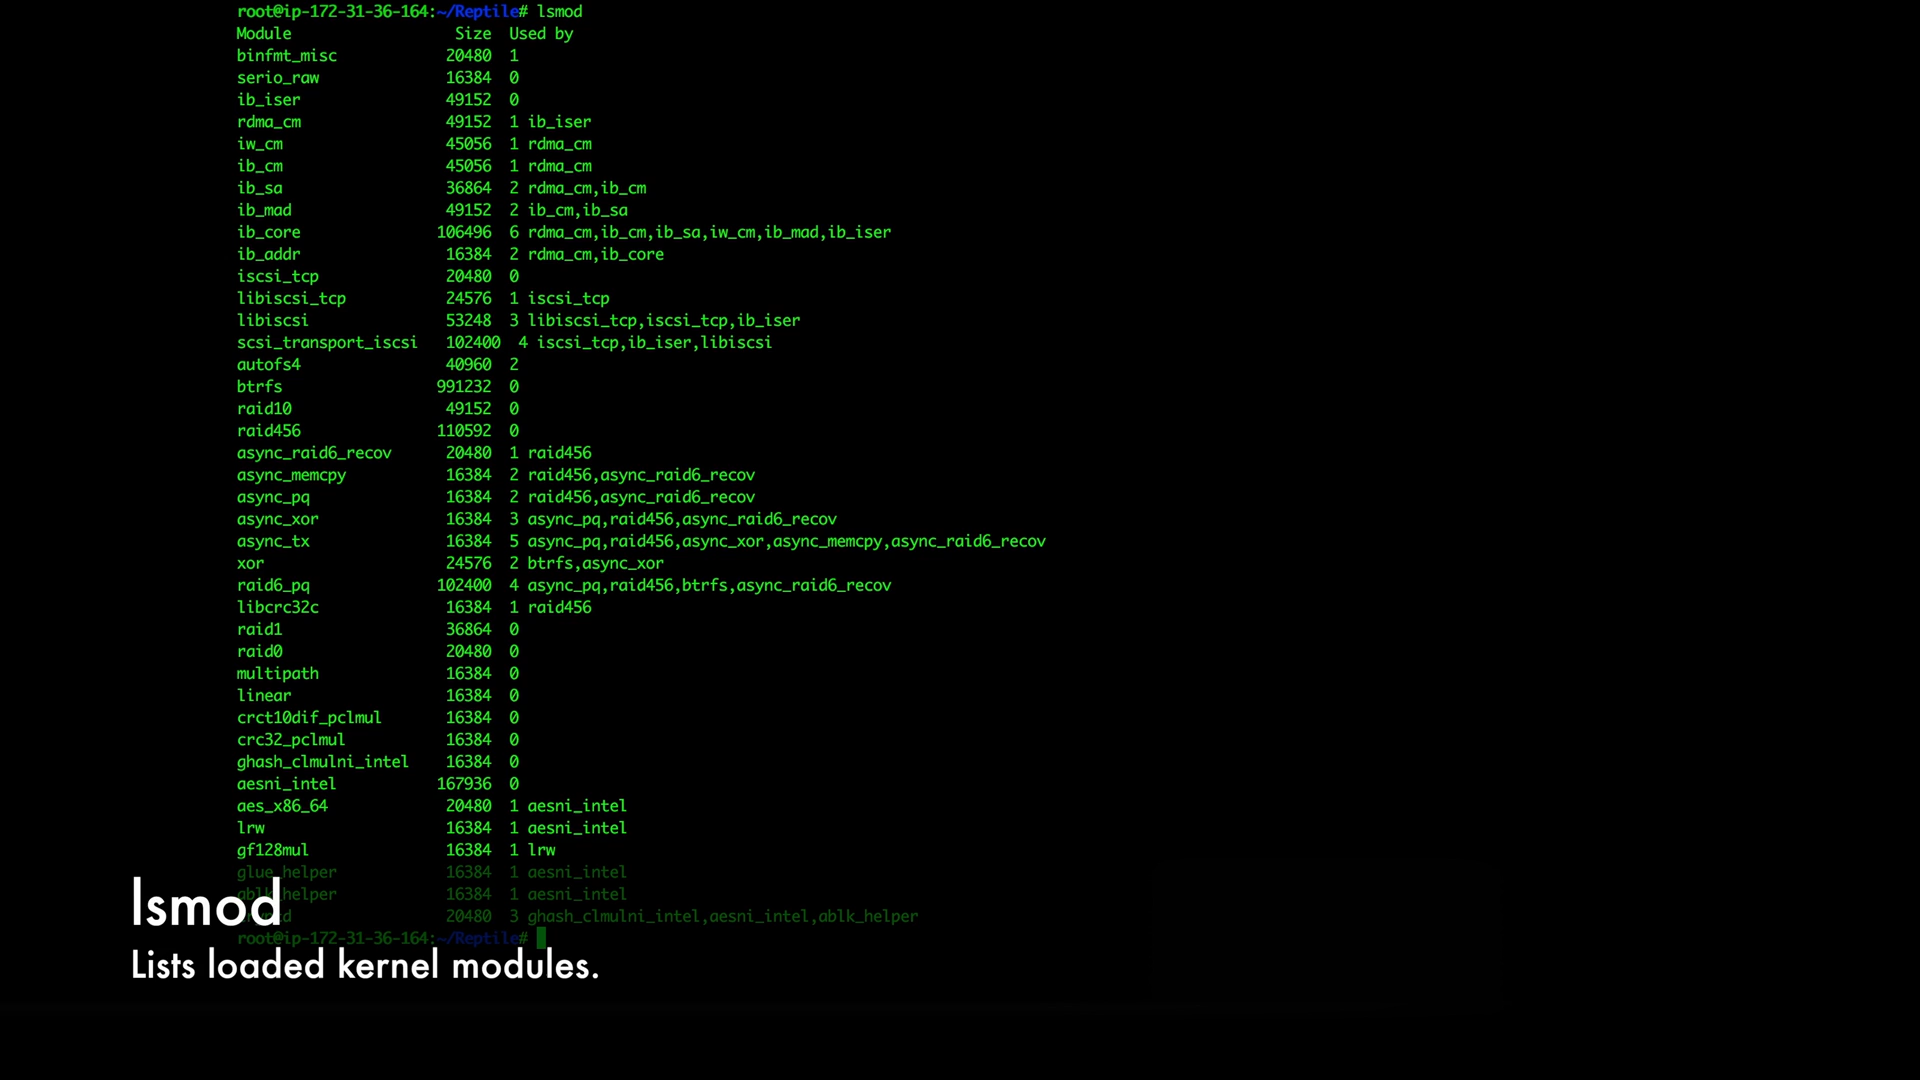 root@ip-172-31-36-164:~/Reptile# lsmod
Module Size Used by
binfmt_misc 20480 1
serio_raw 16384 0
ib_iser 49152 0
rdma_cm 49152 1 ib_iser
iw_cm 45056 1 rdma_cm
ib_cm 45056 1 rdma_cm
ib_sa 36864 2 rdma_cm,ib_cm
ib_mad 49152 2 ib_cm,ib_sa
ib_core 106496 6 rdma_cm,ib_cm,ib_sa,iw_cm,ib_mad,ib_iser
ib_addr 16384 2 rdma_cm,ib_core
iscsi_tcp 20480 0
libiscsi_tcp 24576 1 iscsi_tcp
libiscsi 53248 3 libiscsi_tcp,iscsi_tcp,ib_iser
scsi_transport_iscsi 102400 4 iscsi_tcp,ib_iser,libiscsi
autofs4 40960 2
btrfs 991232 0
raid10 49152 0
raid456 110592 0
async_raid6_recov 20480 1 raid456
async_memcpy 16384 2 raid456,async_raid6_recov
async_pq 16384 2 raid456,async_raid6_recov
async_xor 16384 3 async_pq,raid456,async_raid6_recov
async_tx 16384 5 async_pq,raid456,async_xor,async_memcpy,async_raid6_recov
xor 24576 2 btrfs,async_xor
raid6_pq 102400 4 async_pq,raid456,btrfs,async_raid6_recov
libcrc32c 16384 1 raid456
raid1 36864 0
raid0 20480 0
multipath 16384 0
linear 16384 0
crct10dif_pclmul 16384 0
crc32_pclmul 16384 0
ghash_clmulni_intel 16384 0
aesni_intel 167936 0
aes_x86_64 20480 1 aesni_intel
lrw 16384 1 aesni_intel
gf128mul 16384 1 lrw
glue_helper 16384 1 aesni_intel
ablk_helper 16384 1 aesni_intel
20480 3 ghash_clmulni_intel,aesni_intel,ablk_helper
root@ip-172-31-36-164:~/Reptile#
lsmod
Lists loaded kernel modules.